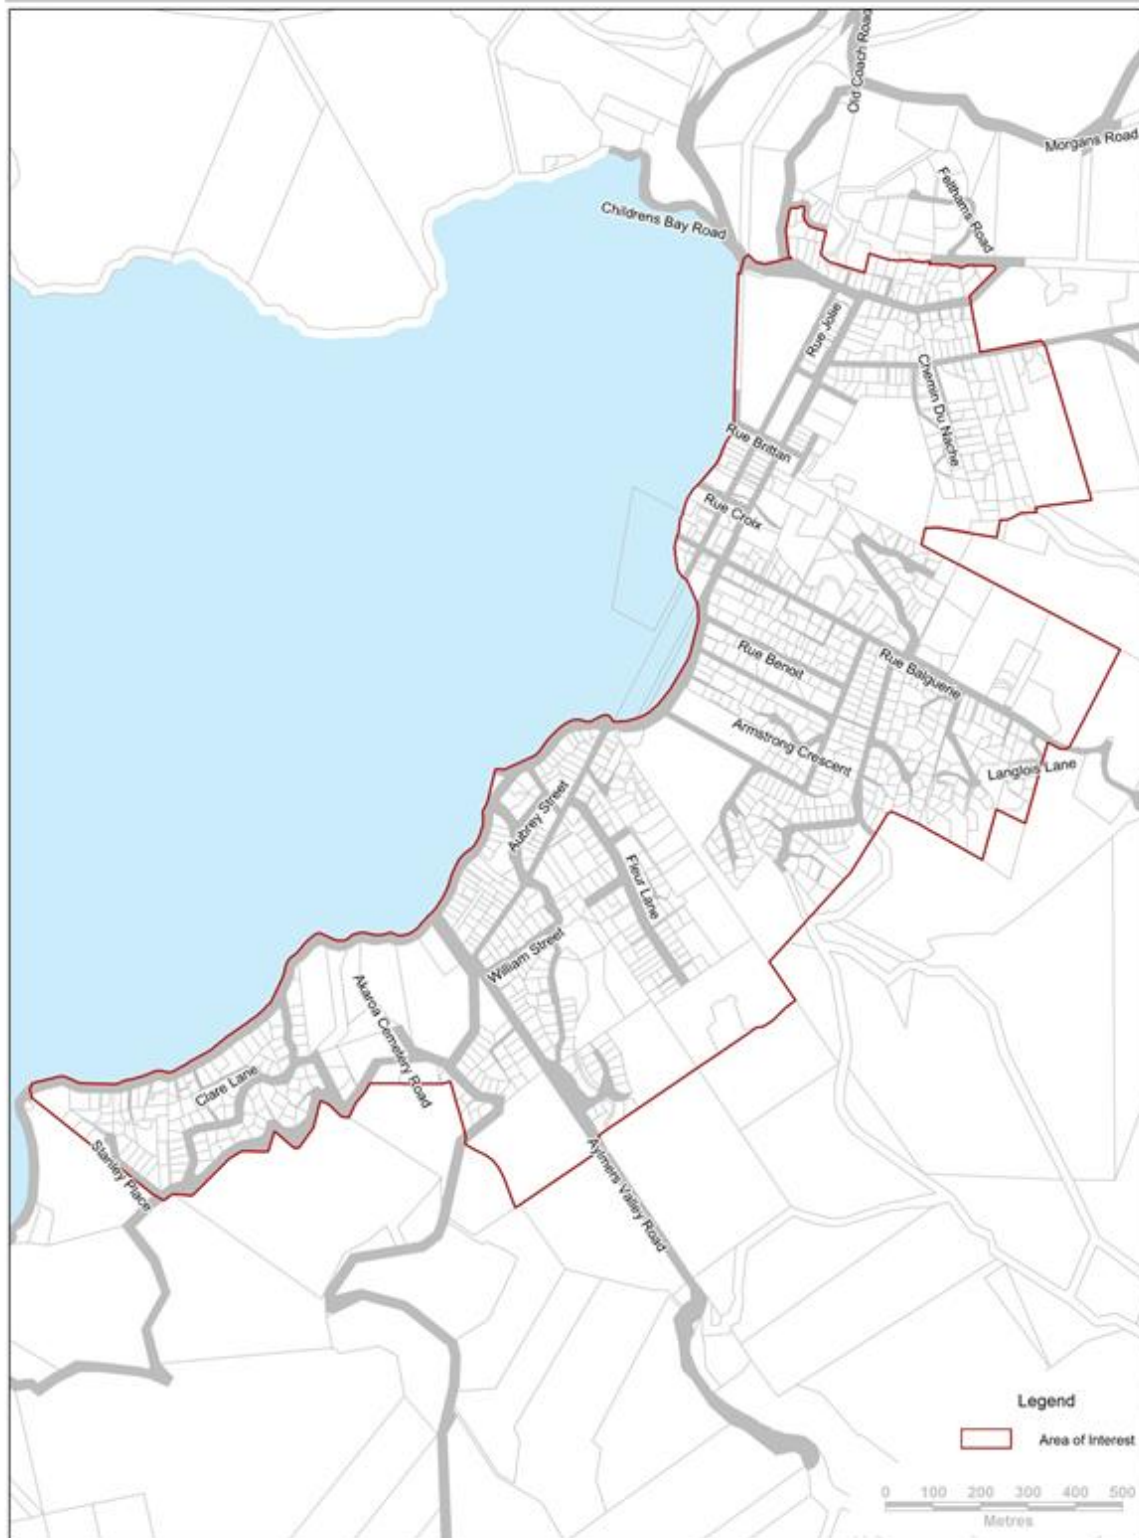 Old Coach Road
Morgans Road
Felthams Road
Childrens Bay Road
Rue Jolie
Chemin Du Nache
Rue Brittan
Rue Croix
Rue Benoit
Rue Balguerie
Armstrong Crescent
Langlois Lane
Aubrey Street
Fleur Lane
William Street
Akaroa Cemetery Road
Clare Lane
Stanley Place
Aylmers Valley Road
Legend
Area of Interest
0 100 200 300 400 500
Metres